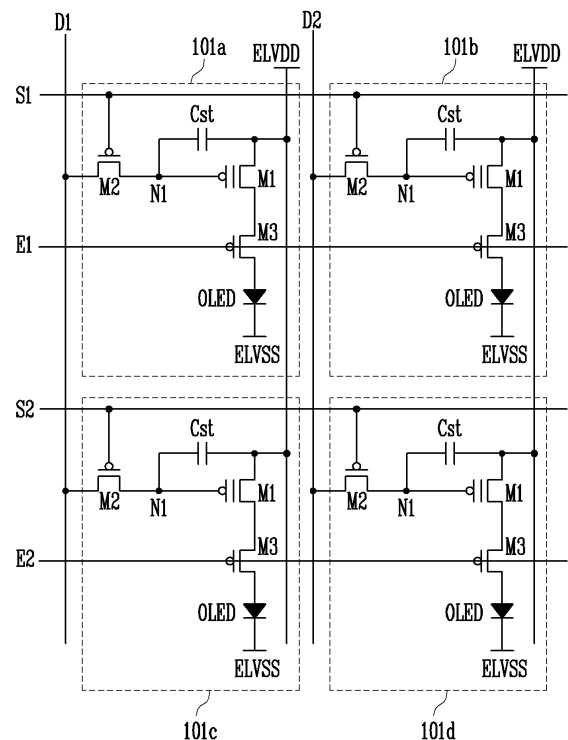 D1 D2
101a ELVDD 101b ELVDD
S1
Cst Cst
M2 N1 M1 M2 N1 M1
E1 M3 M3
OLED OLED
ELVSS ELVSS
S2
Cst Cst
M2 N1 M1 M2 N1 M1
E2 M3 M3
OLED OLED
ELVSS ELVSS
101c 101d